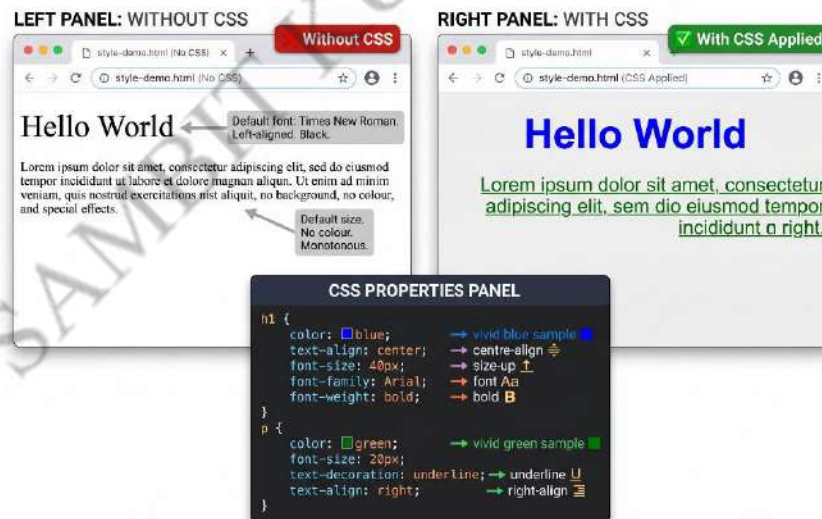 LEFT PANEL: WITHOUT CSS
Without CSS
style-demo.html (No CSS) × +
style-demo.html (No CSS)
Hello World
Default font: Times New Roman.
Left-aligned. Black.
Lorem ipsum dolor sit amet, consectetur adipiscing elit, sed do eiusmod
tempor incididunt ut labore et dolore magnan aliqun. Ut enim ad minim
veniam, quis nostrud exercitations nist aliquit, no background, no colour,
and special effects.
Default size.
No colour.
Monotonous.
RIGHT PANEL: WITH CSS
With CSS Applied
style-demo.html ×
style-demo.html (CSS Applied)
Hello World
Lorem ipsum dolor sit amet, consectetur
adipiscing elit, sem dio eiusmod tempor
incididunt a right.
CSS PROPERTIES PANEL
h1 {
color: blue; → vivid blue sample
text-align: center; → centre-align
font-size: 40px; → size-up ↑
font-family: Arial; → font Aa
font-weight: bold; → bold B
}
p {
color: green; → vivid green sample
font-size: 20px;
text-decoration: underline; → underline U
text-align: right; → right-align
}
SAMBIT K